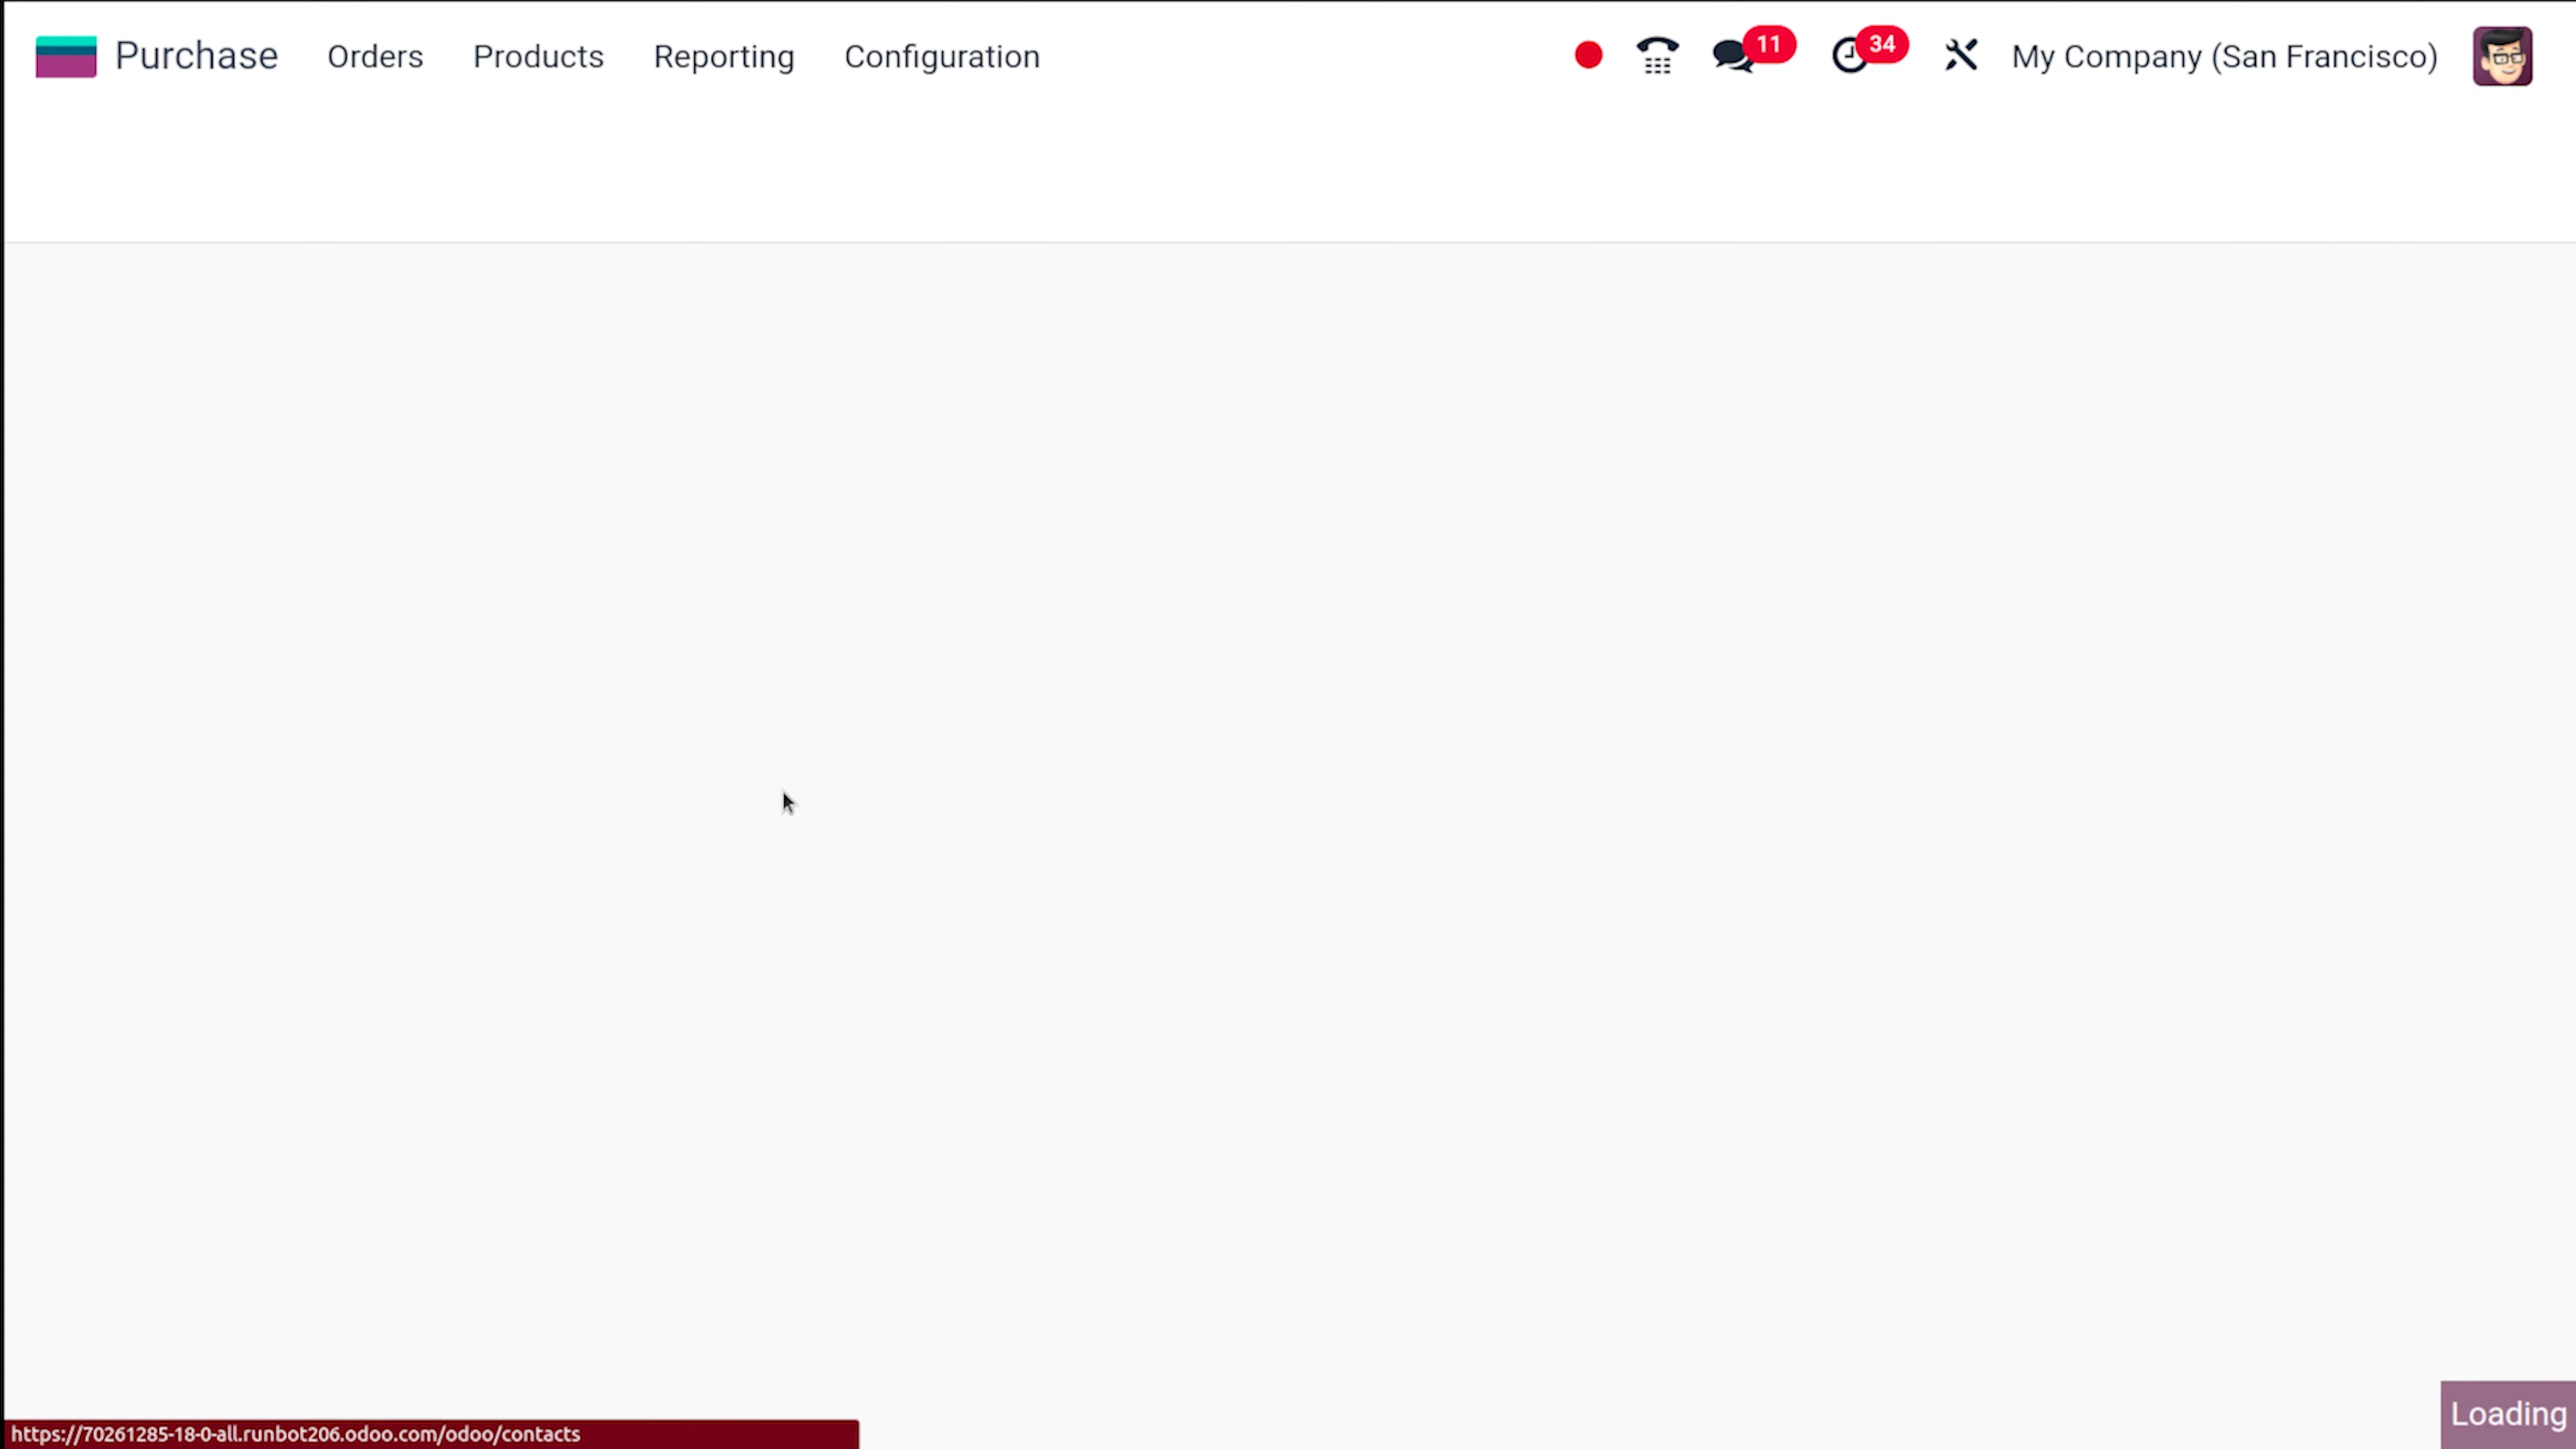 Purchase Orders Products Reporting Configuration 11 34 My Company (San Francisco)
Loading
https://70261285-18-0-all.runbot206.odoo.com/odoo/contacts